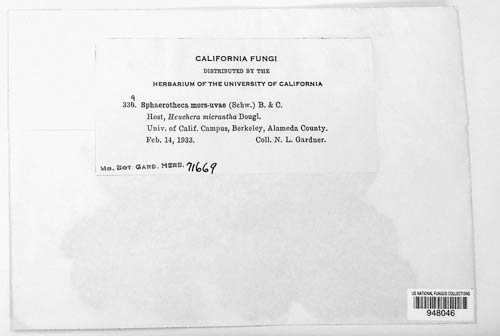 CALIFORNIA FUNGI
DISTRIBUTED BY THE
HERBARIUM OF THE UNIVERSITY OF CALIFORNIA
9
338. Sphaerotheca mors-uvae (Schw.) B. & C.
Host, Heuchera micrantha Dougl.
Univ. of Calif. Campus, Berkeley, Alameda County.
Feb. 14, 1933. Coll. N. L. Gardner.
MO. BOT. GARD. HERB. 71669
US NATIONAL FUNGUS COLLECTIONS
948046